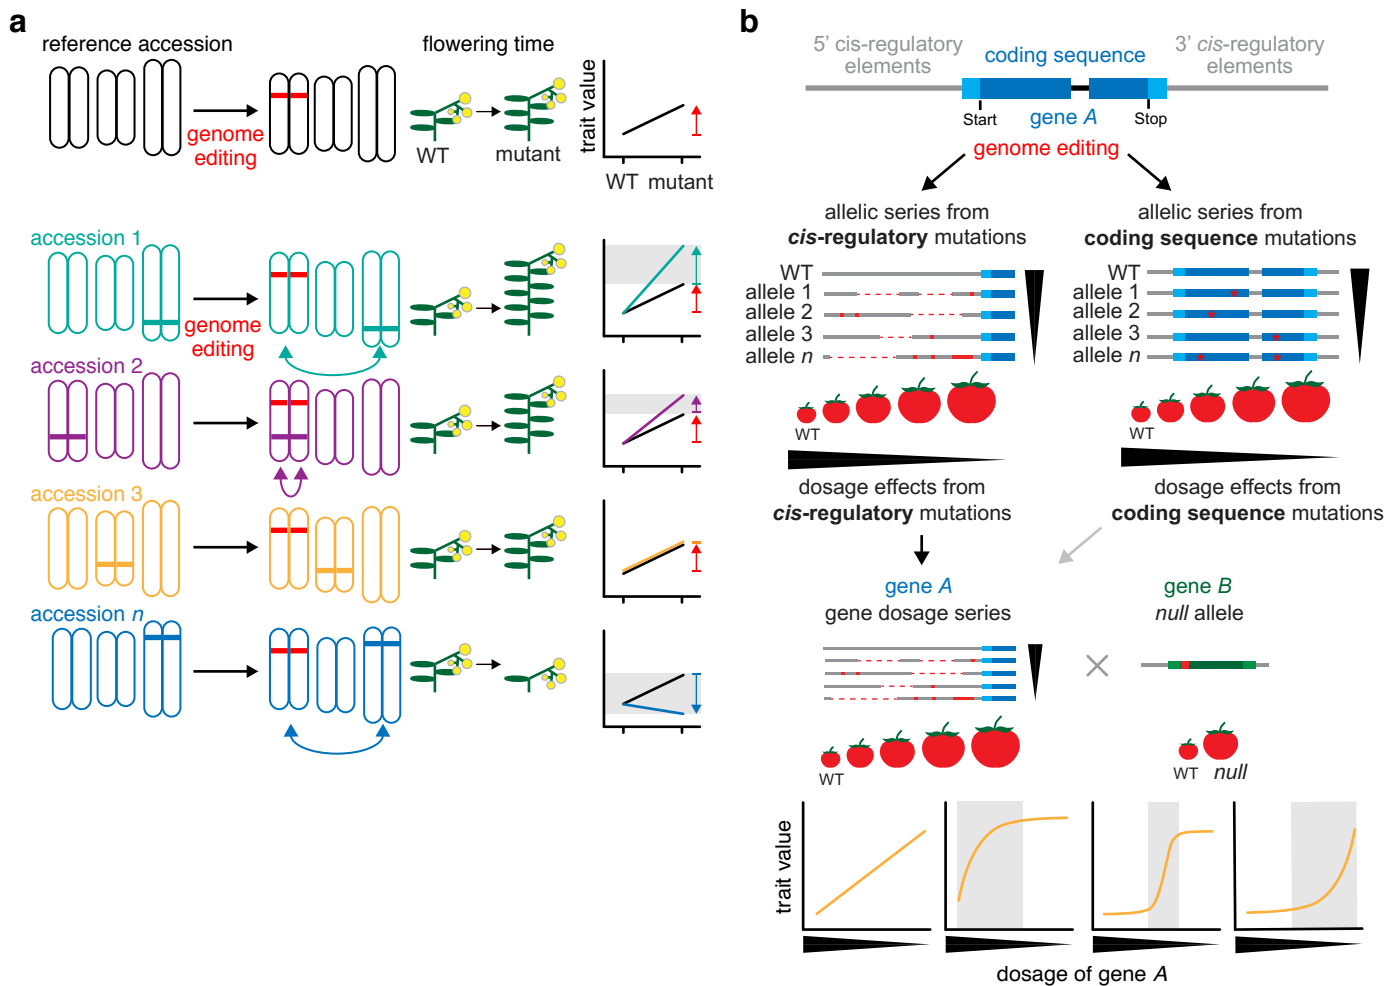 a
reference accession
flowering time
genome
editing
WT
mutant
trait value
WT mutant
accession 1
genome
editing
accession 2
accession 3
accession n
b
5’ cis-regulatory
elements
coding sequence
3’ cis-regulatory
elements
Start
gene A
Stop
genome editing
allelic series from
cis-regulatory mutations
WT
allele 1
allele 2
allele 3
allele n
WT
dosage effects from
cis-regulatory mutations
allelic series from
coding sequence mutations
WT
allele 1
allele 2
allele 3
allele n
WT
dosage effects from
coding sequence mutations
gene A
gene dosage series
WT
gene B
null allele
WT null
trait value
dosage of gene A